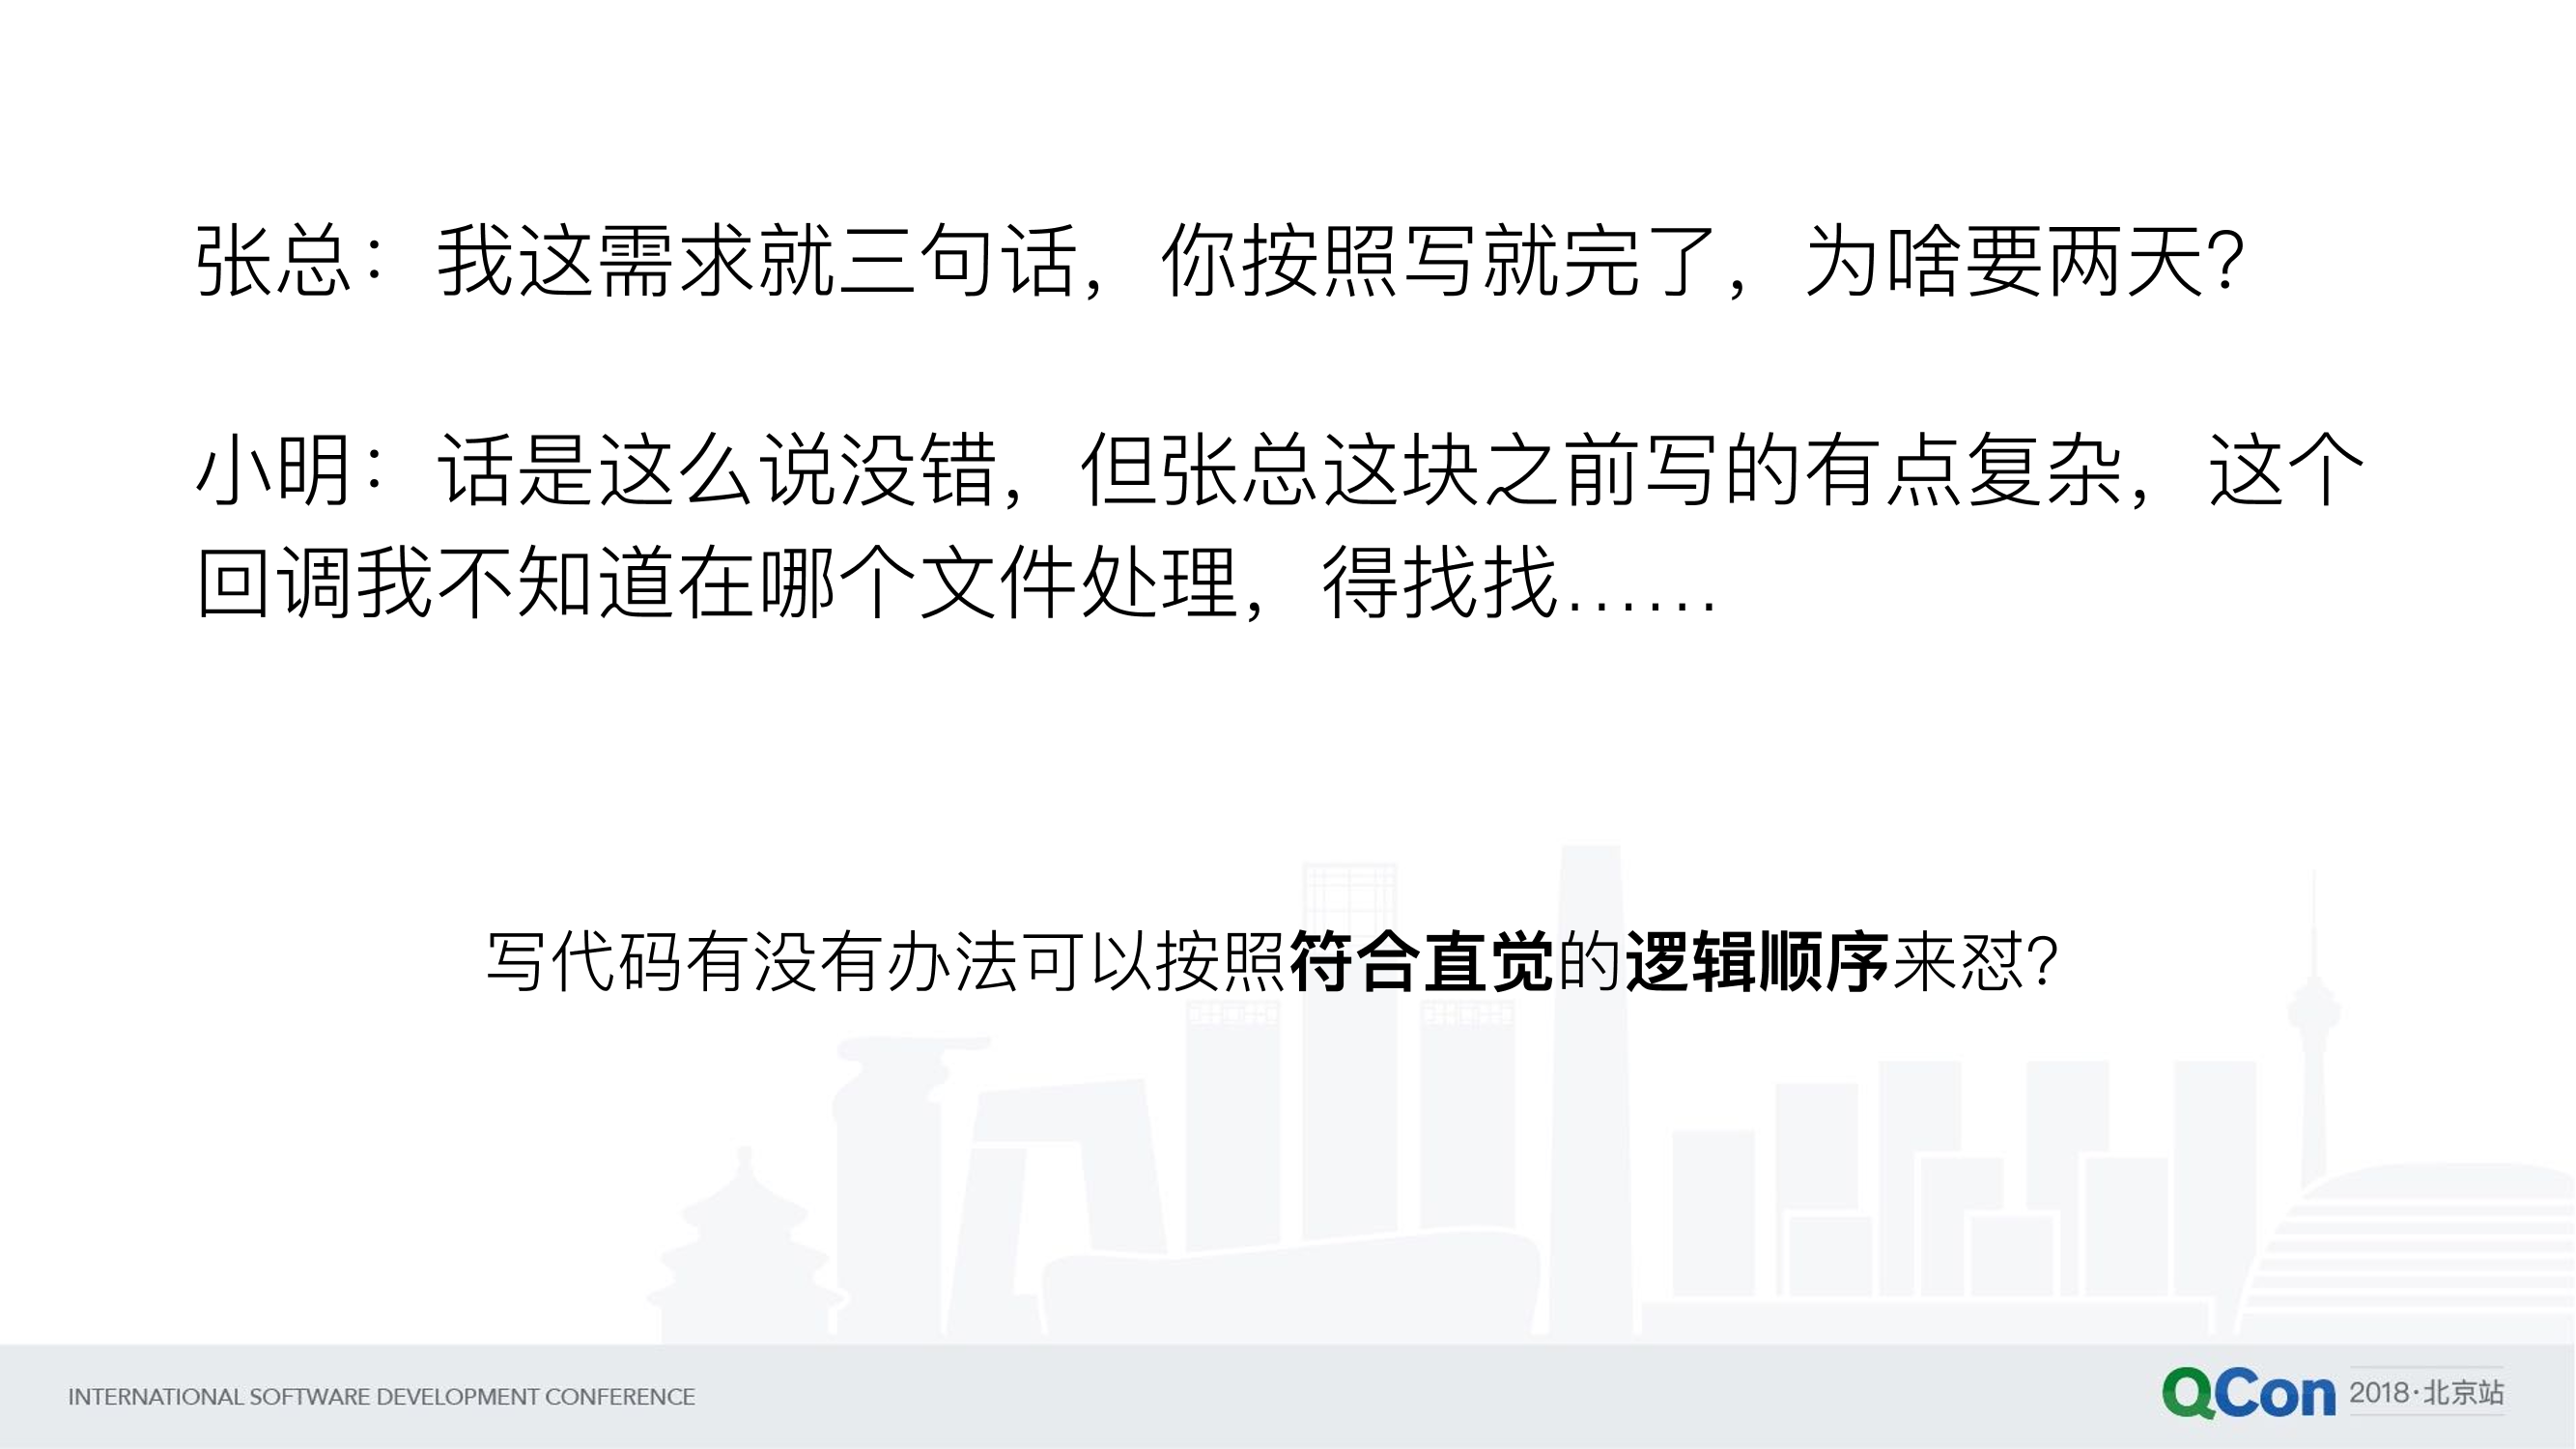 张总：我这需求就三句话，你按照写就完了，为啥要两天？
小明：话是这么说没错，但张总这块之前写的有点复杂，这个
回调我不知道在哪个文件处理，得找找……
写代码有没有办法可以按照符合直觉的逻辑顺序来怼？
INTERNATIONAL SOFTWARE DEVELOPMENT CONFERENCE
QCon 2018·北京站